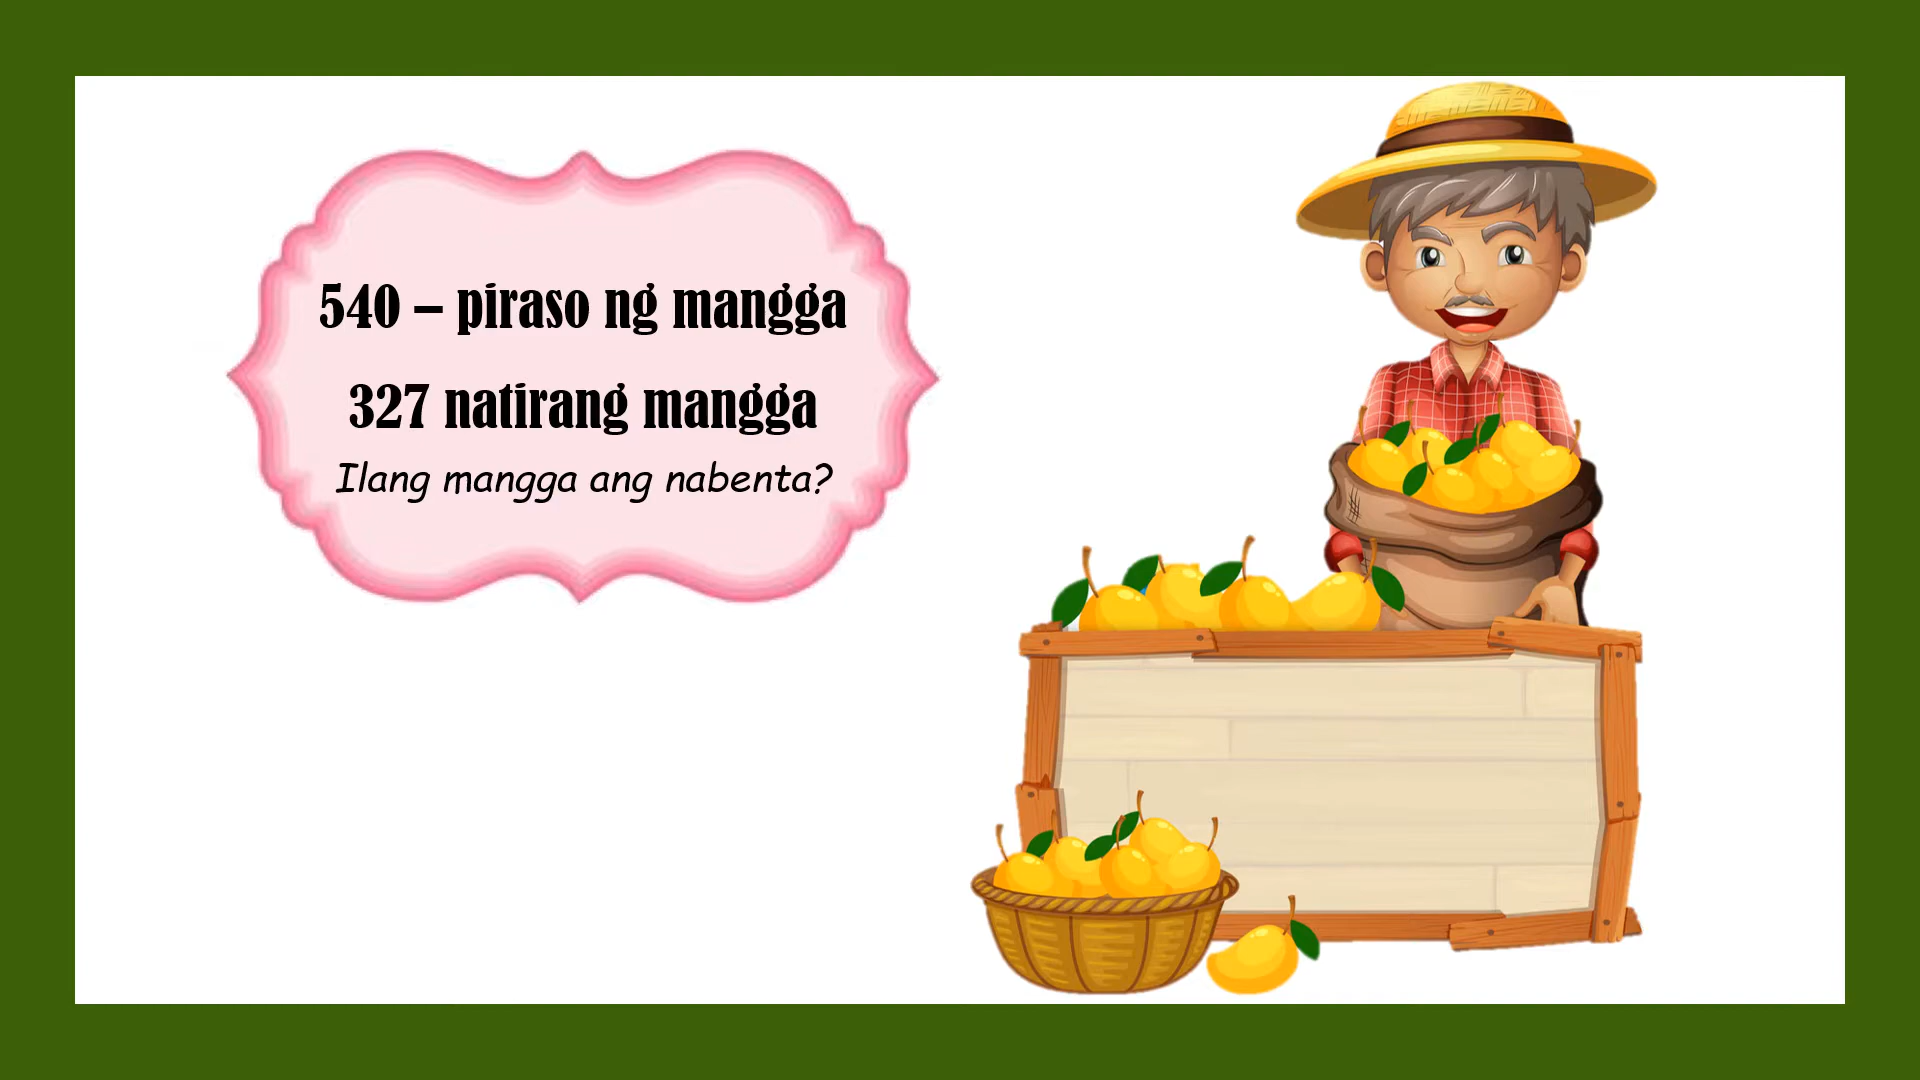 540 – piraso ng mangga
327 natirang mangga
Ilang mangga ang nabenta?